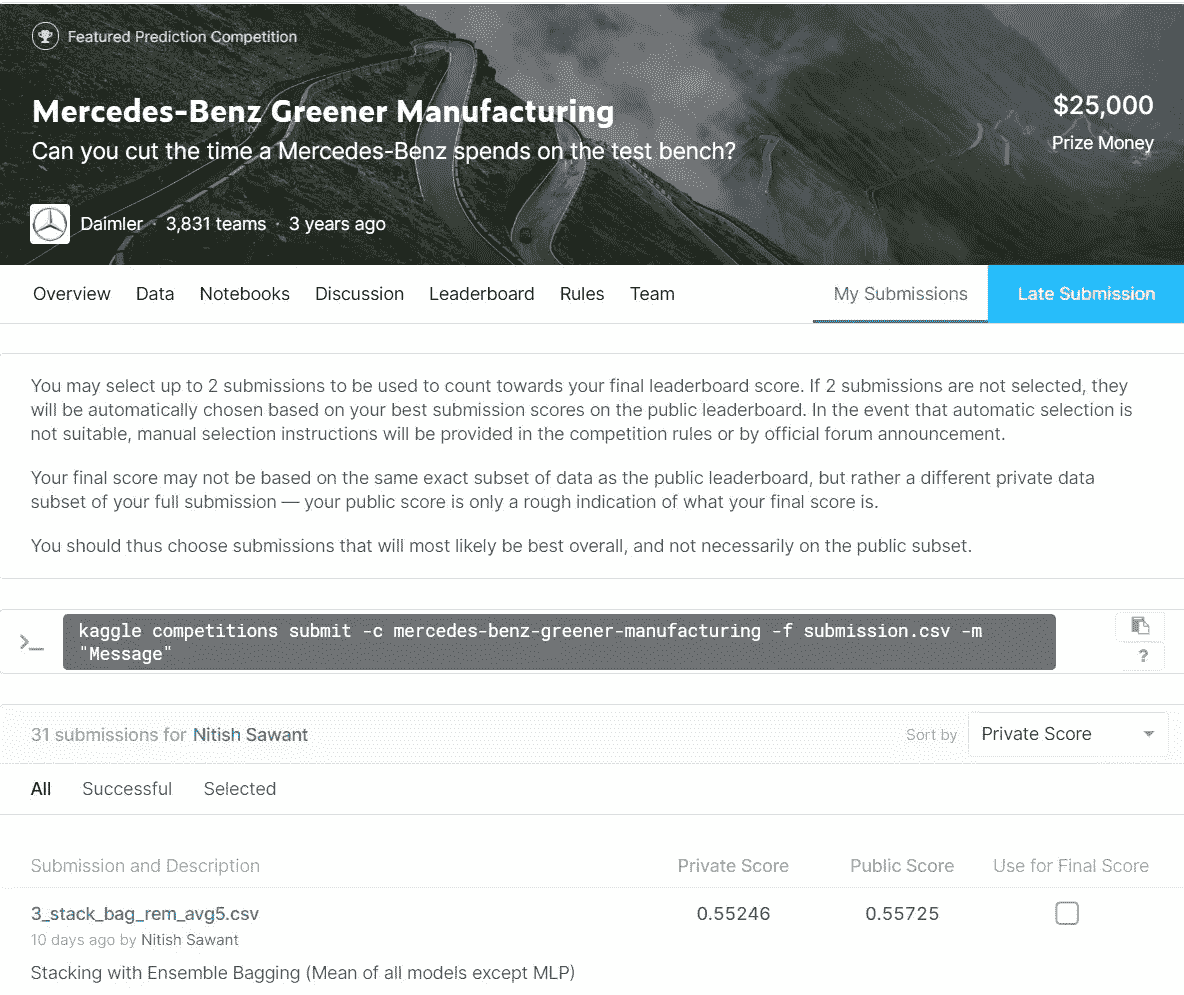 Featured Prediction Competition
Mercedes-Benz Greener Manufacturing
$25,000
Can you cut the time a Mercedes-Benz spends on the test bench?
Prize Money
Daimler · 3,831 teams · 3 years ago
Overview Data Notebooks Discussion Leaderboard Rules Team My Submissions Late Submission
You may select up to 2 submissions to be used to count towards your final leaderboard score. If 2 submissions are not selected, they
will be automatically chosen based on your best submission scores on the public leaderboard. In the event that automatic selection is
not suitable, manual selection instructions will be provided in the competition rules or by official forum announcement.
Your final score may not be based on the same exact subset of data as the public leaderboard, but rather a different private data
subset of your full submission — your public score is only a rough indication of what your final score is.
You should thus choose submissions that will most likely be best overall, and not necessarily on the public subset.
>_ kaggle competitions submit -c mercedes-benz-greener-manufacturing -f submission.csv -m
"Message"
?
31 submissions for Nitish Sawant Sort by Private Score
All Successful Selected
Submission and Description Private Score Public Score Use for Final Score
3_stack_bag_rem_avg5.csv 0.55246 0.55725
10 days ago by Nitish Sawant
Stacking with Ensemble Bagging (Mean of all models except MLP)